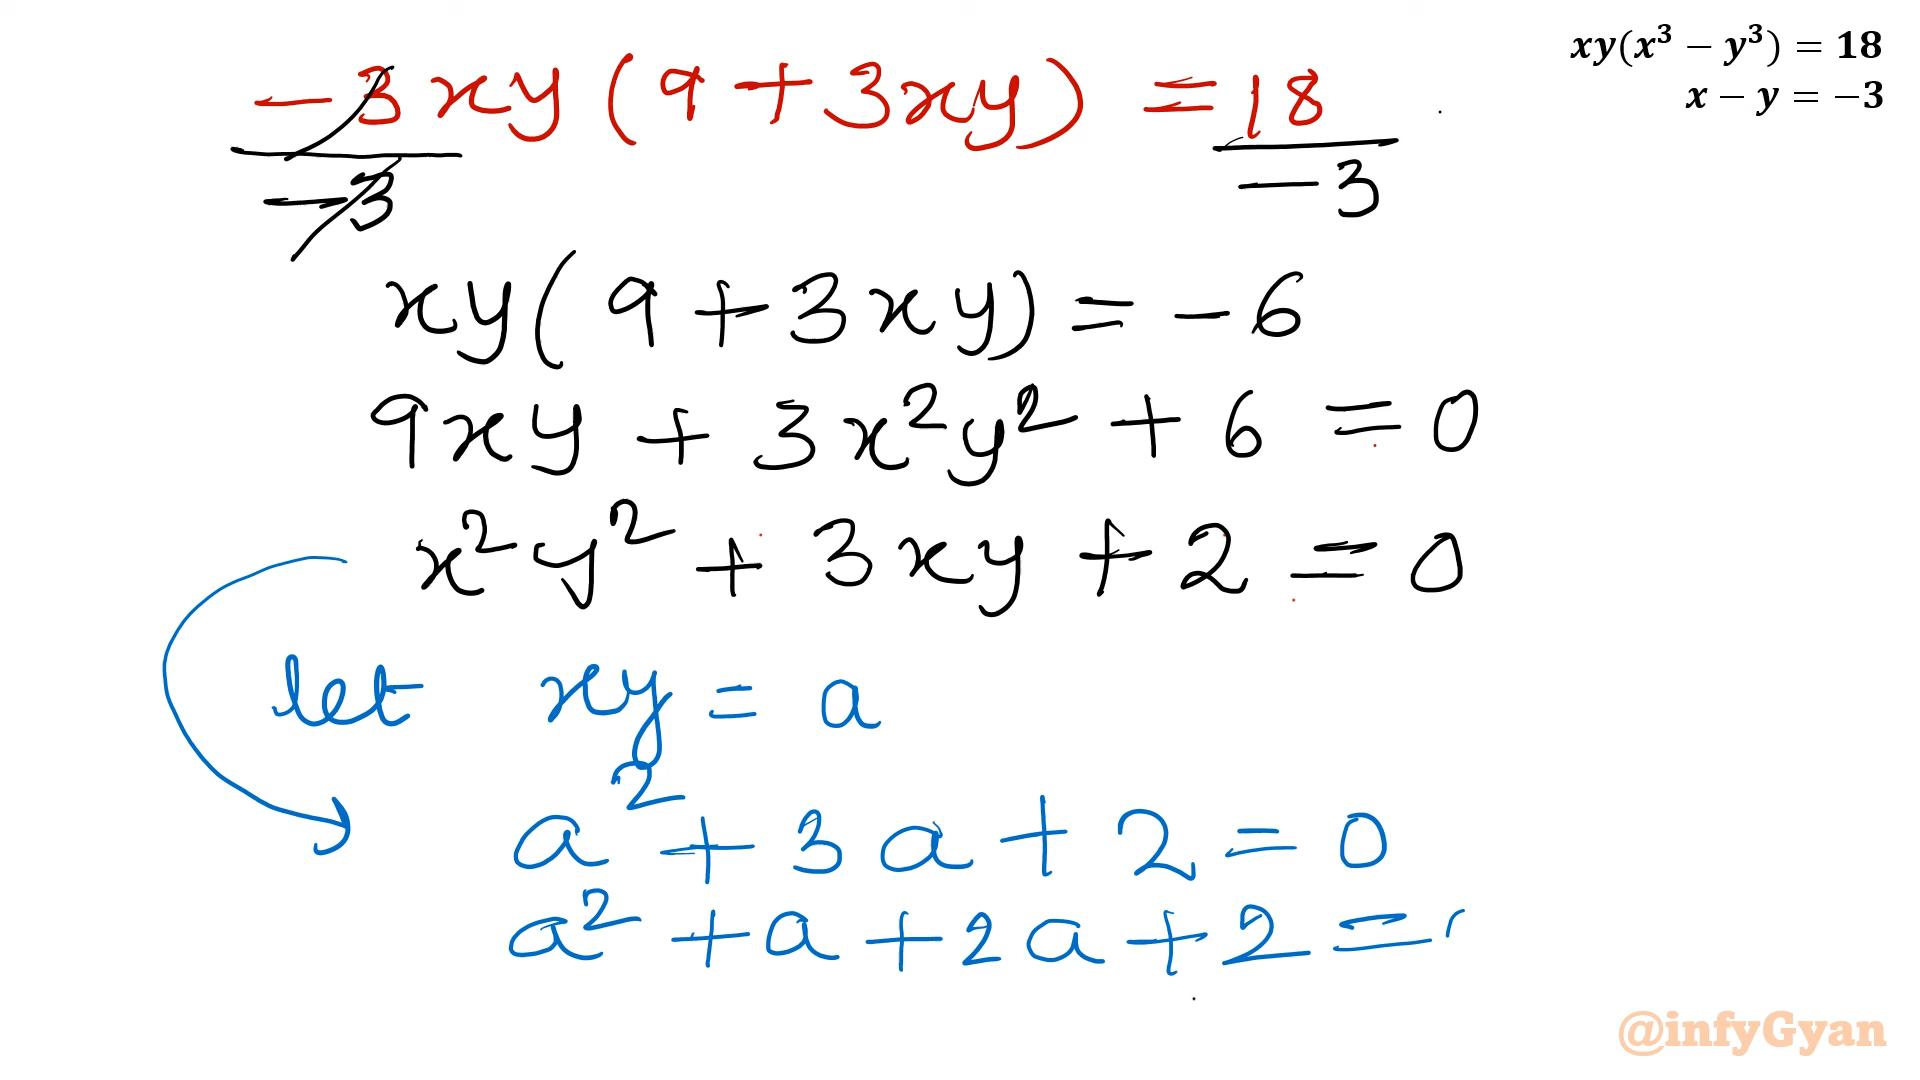 xy(x³ − y³) = 18
x − y = −3
−3xy(9 + 3xy) = 18
−3 −3
xy(9 + 3xy) = −6
9xy + 3x²y² + 6 = 0
x²y² + 3xy + 2 = 0
let xy = a
a² + 3a + 2 = 0
a² + a + 2a + 2 =
@infyGyan